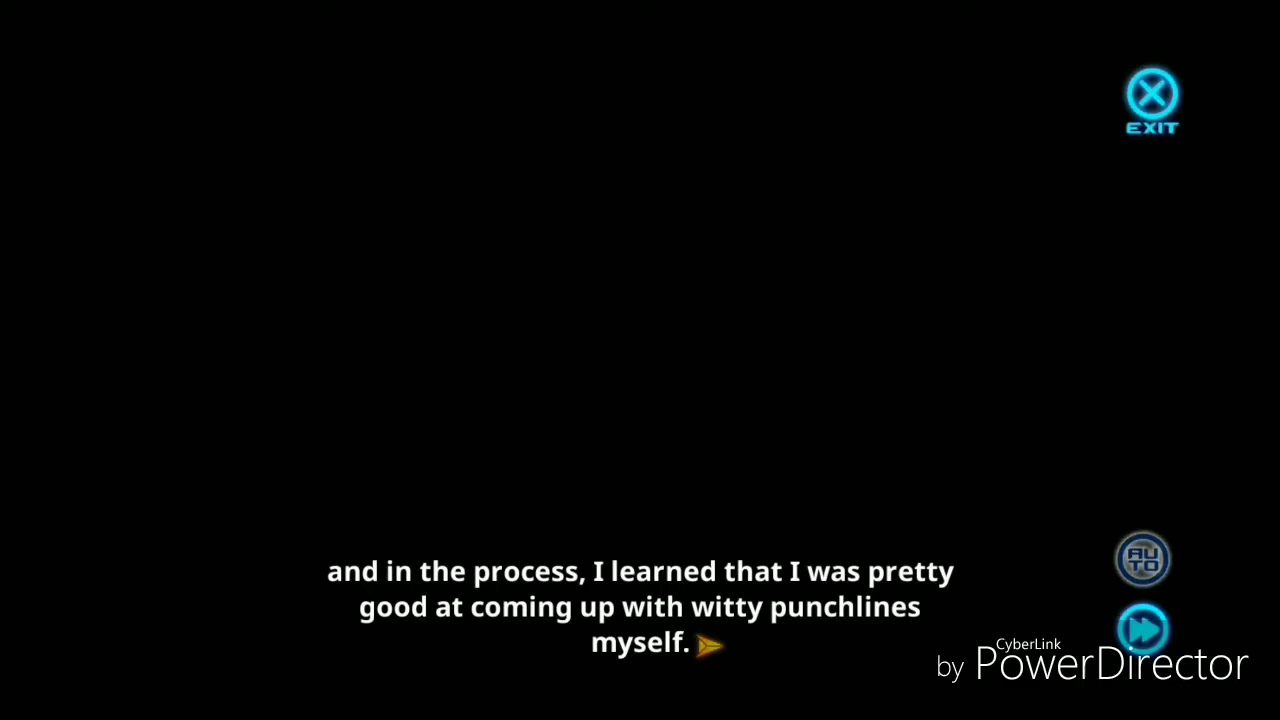 EXIT
AUTO
and in the process, I learned that I was pretty
good at coming up with witty punchlines
myself.
CyberLink
by PowerDirector